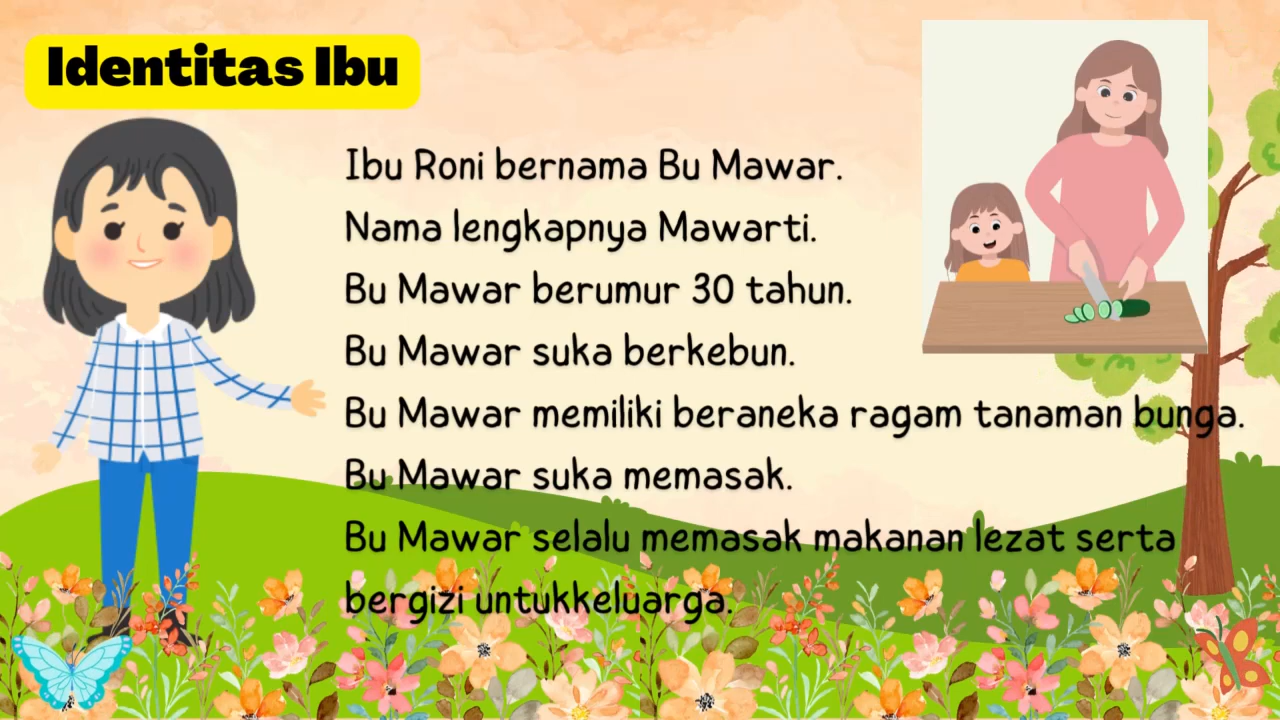 Identitas Ibu
Ibu Roni bernama Bu Mawar.
Nama lengkapnya Mawarti.
Bu Mawar berumur 30 tahun.
Bu Mawar suka berkebun.
Bu Mawar memiliki beraneka ragam tanaman bunga.
Bu Mawar suka memasak.
Bu Mawar selalu memasak makanan lezat serta
bergizi untukkeluarga.